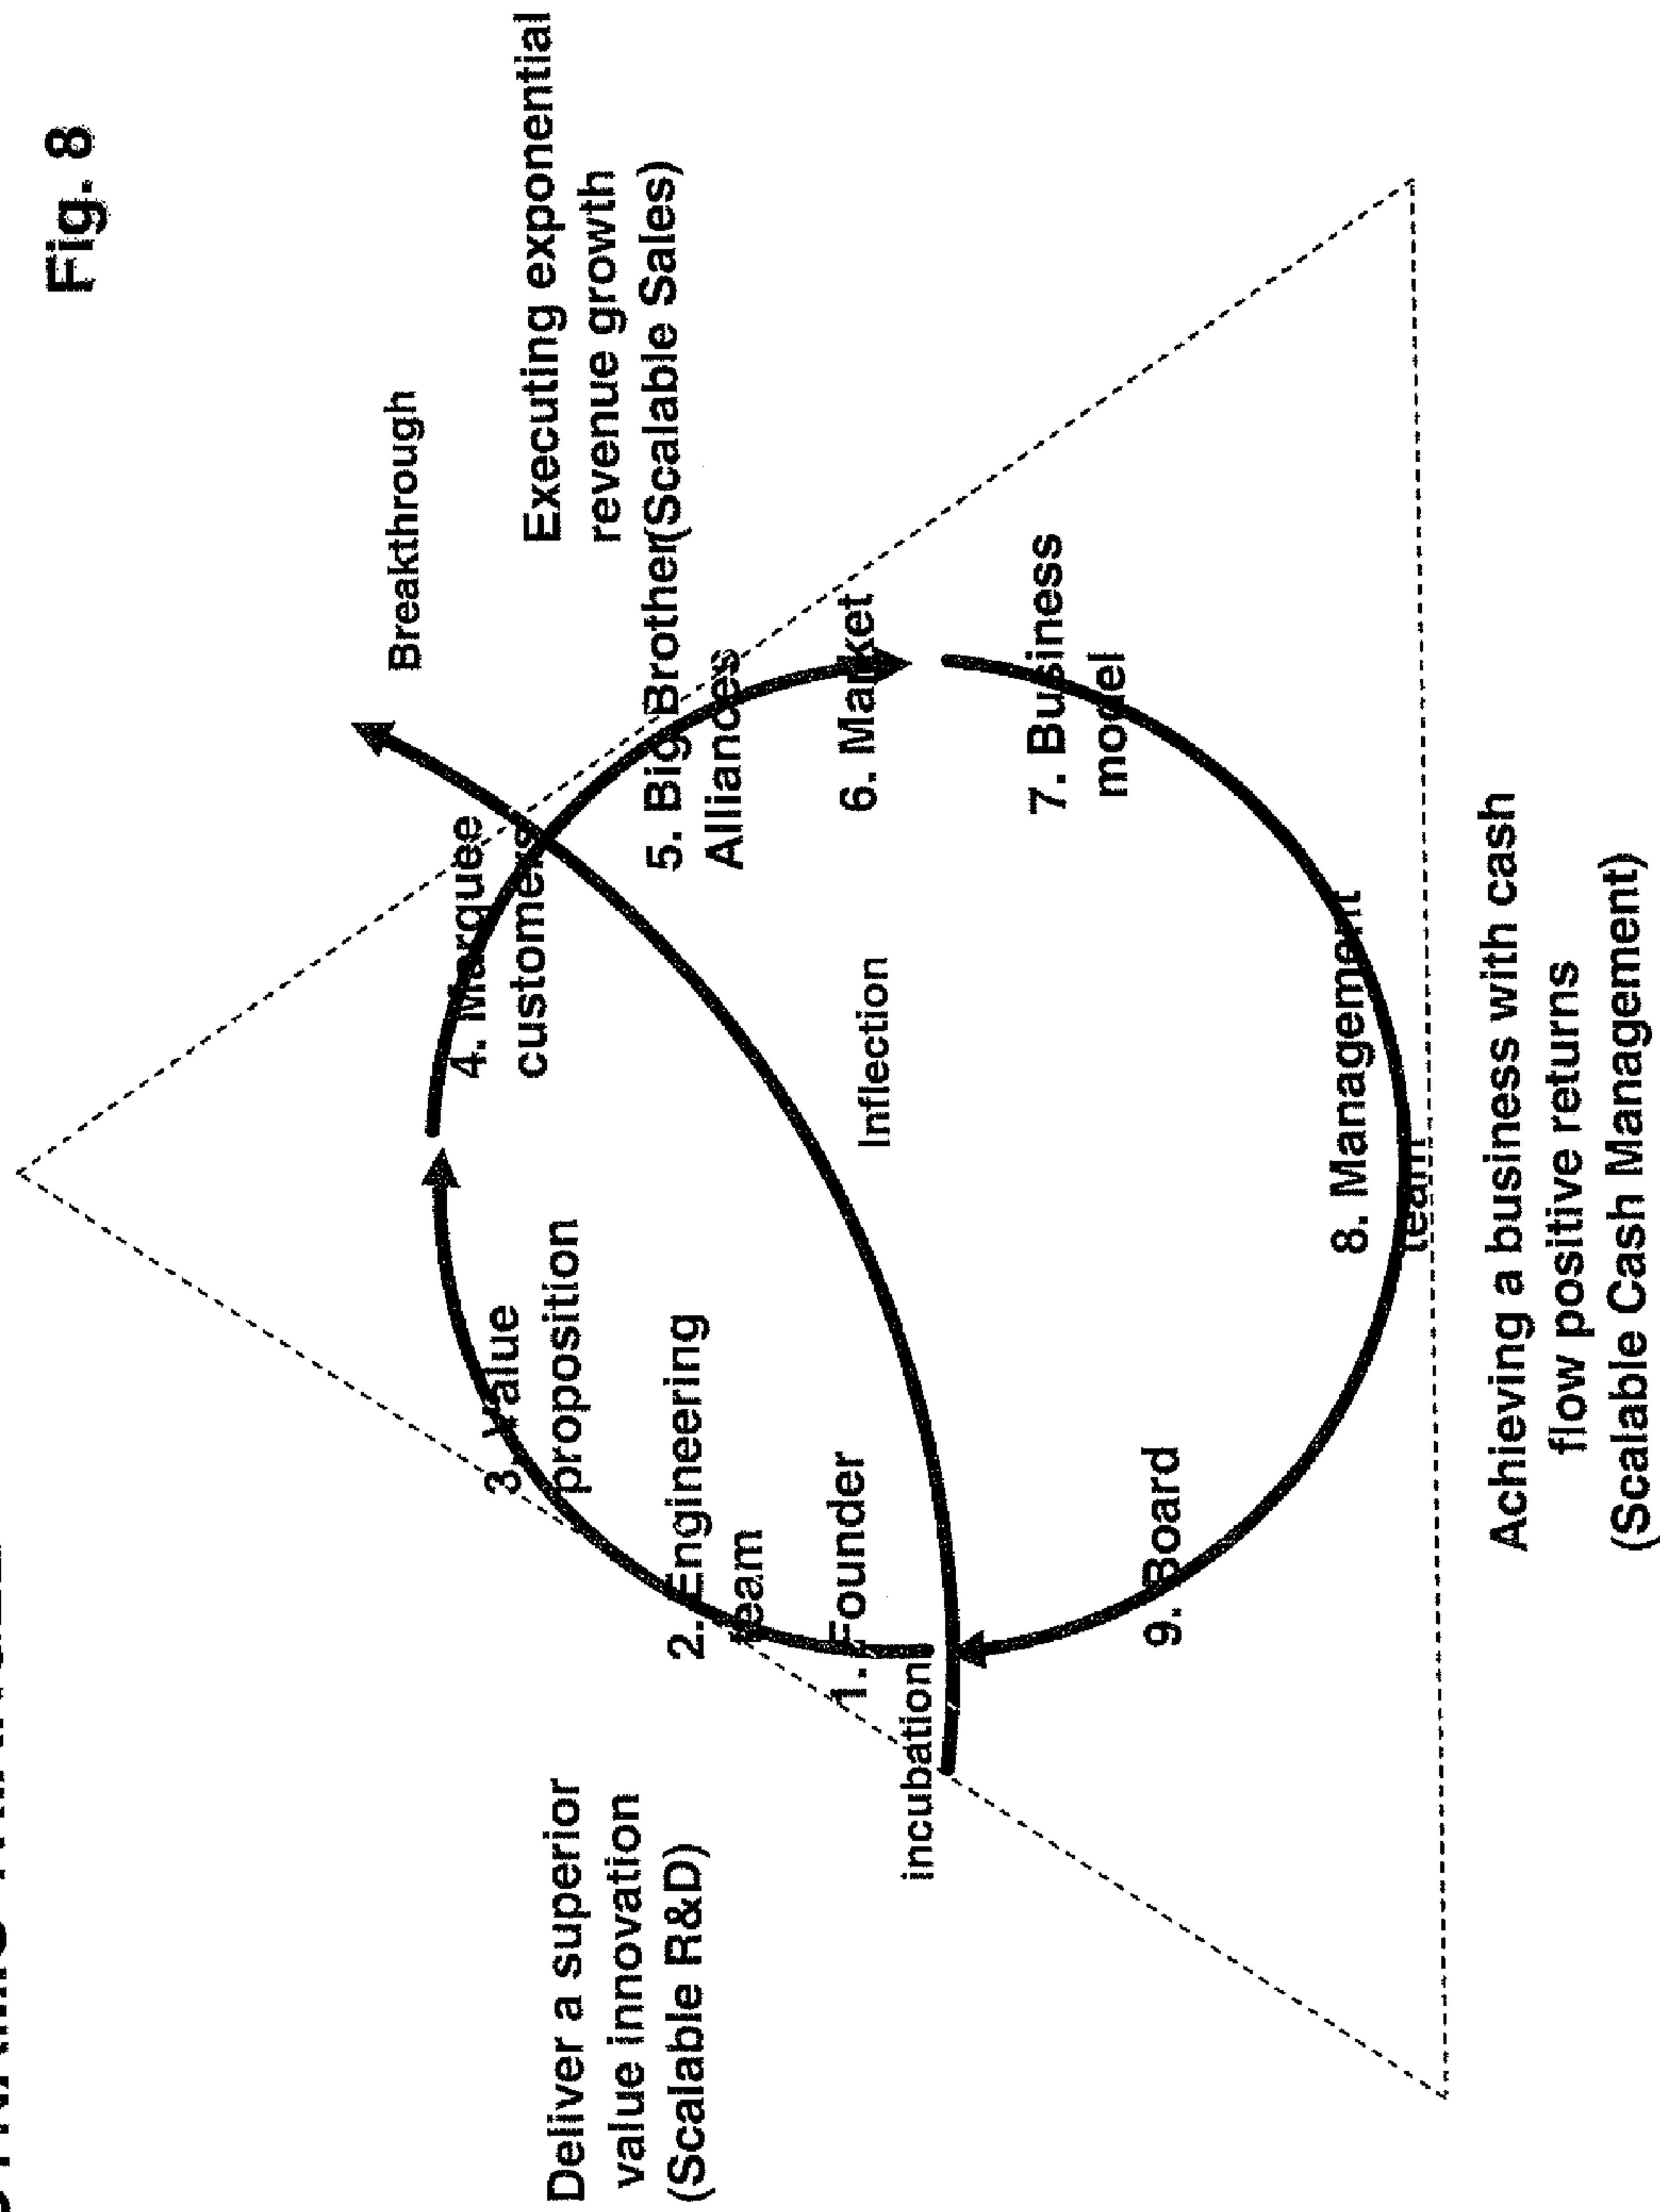 Fig. 8
Breakthrough
Executing exponential
revenue growth
(Scalable Sales)
Deliver a superior
value innovation
(Scalable R&D)
4. Marquee
customers
3. Value
proposition
5. Big Brother
Alliances
2. Engineering
team
6. Market
Inflection
1. Founder
incubation
7. Business
model
9. Board
8. Management
team
Achieving a business with cash
flow positive returns
(Scalable Cash Management)